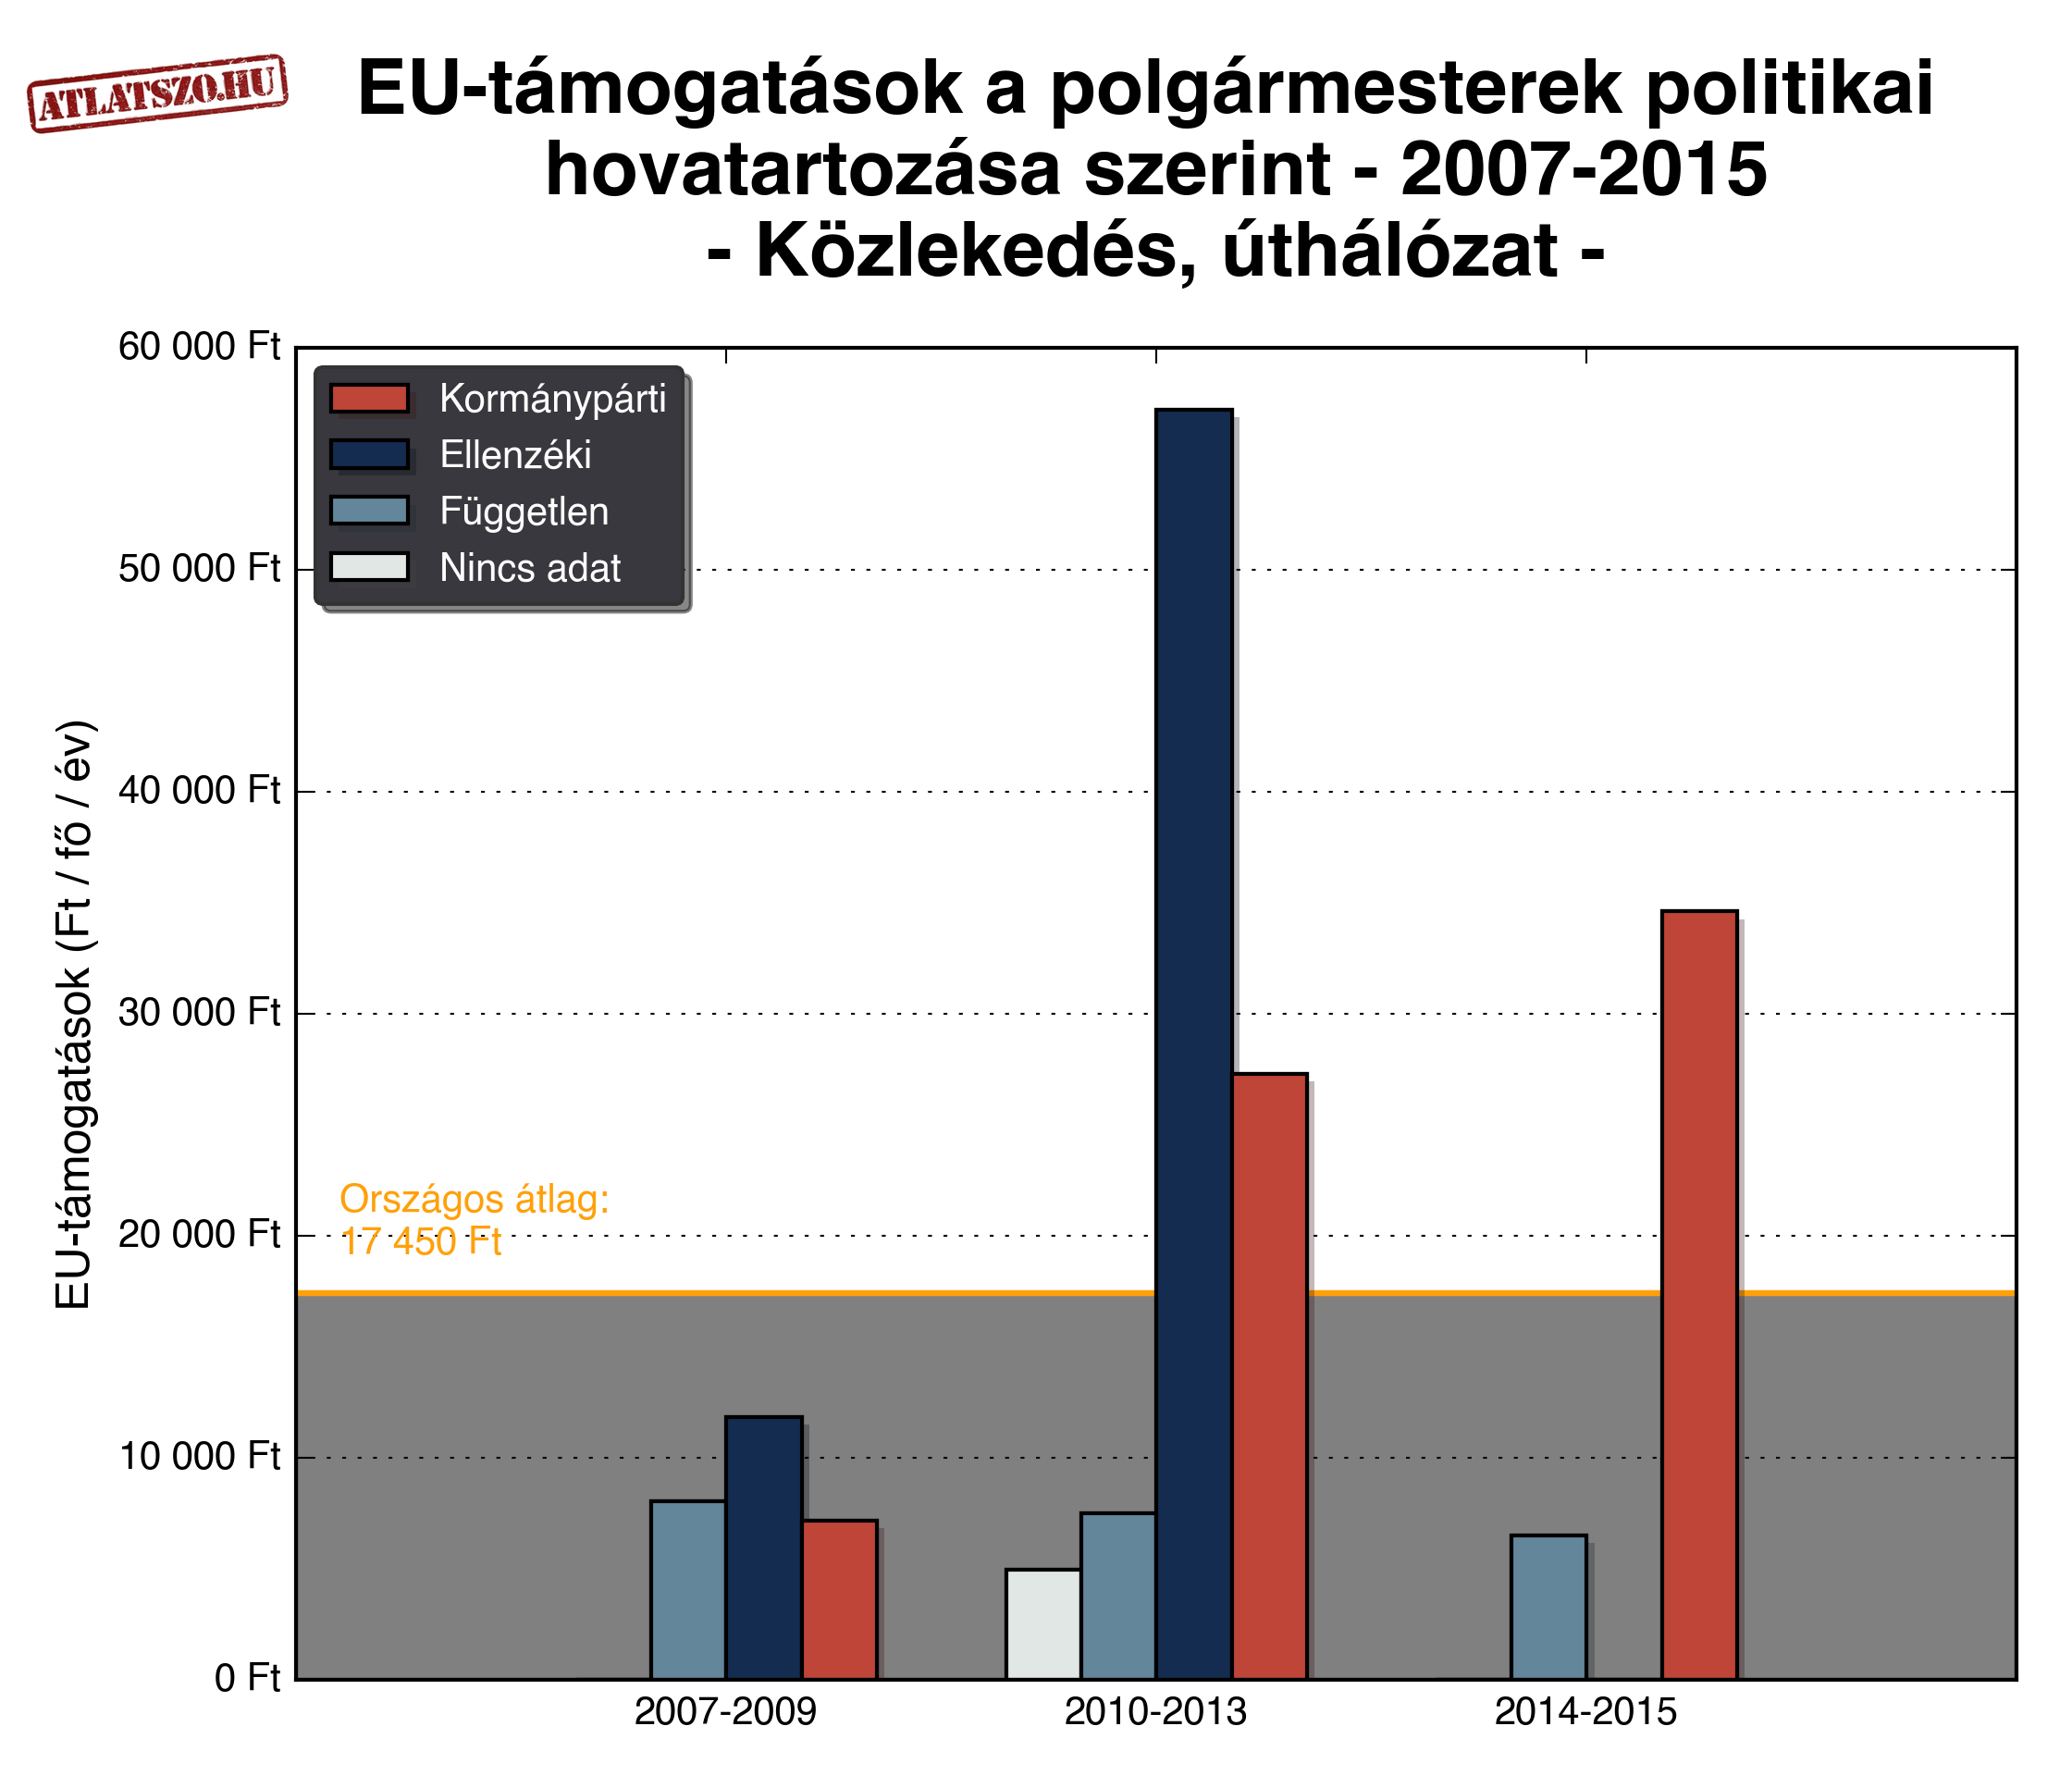 ATLATSZO.HU
EU-támogatások a polgármesterek politikai
hovatartozása szerint - 2007-2015
- Közlekedés, úthálózat -
60 000 Ft
50 000 Ft
40 000 Ft
30 000 Ft
20 000 Ft
10 000 Ft
0 Ft
EU-támogatások (Ft / fő / év)
Kormánypárti
Ellenzéki
Független
Nincs adat
Országos átlag:
17 450 Ft
2007-2009
2010-2013
2014-2015